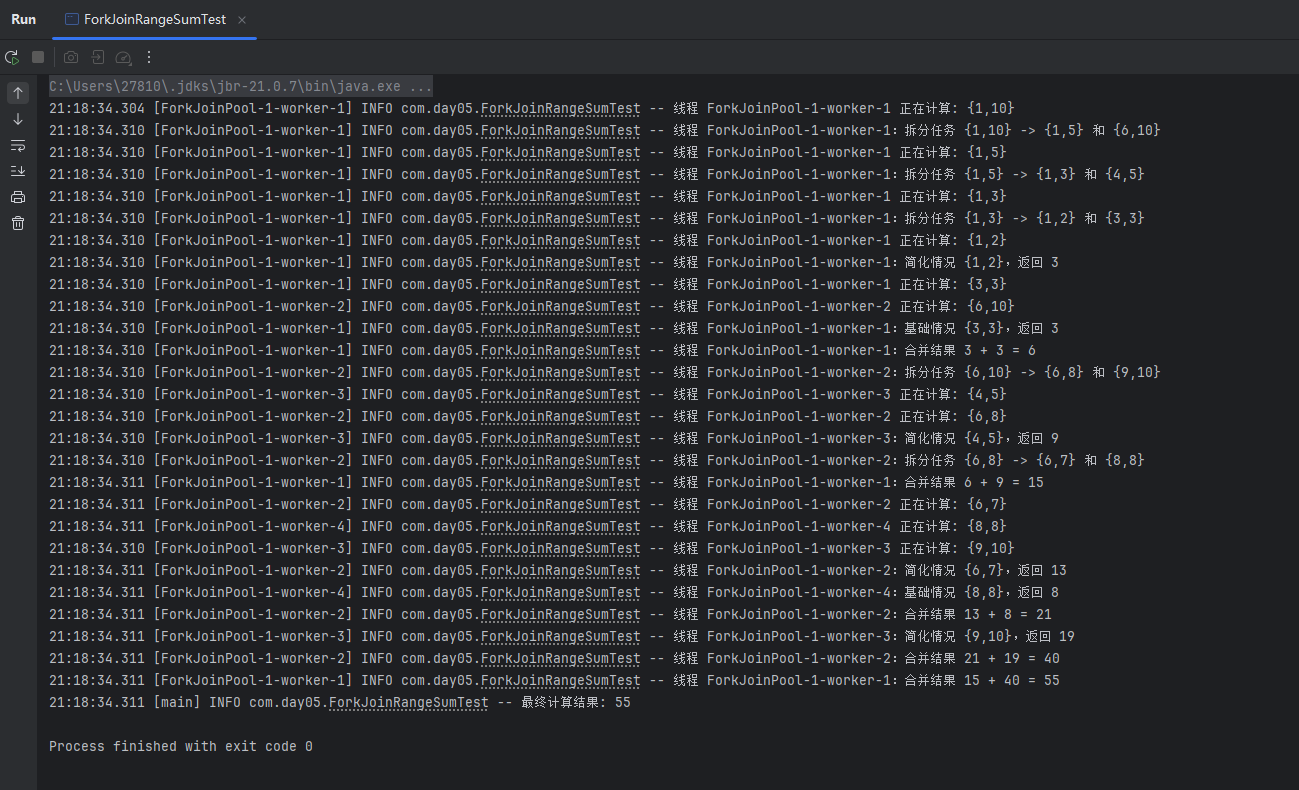 Run ForkJoinRangeSumTest
C:\Users\27810\.jdks\jbr-21.0.7\bin\java.exe ...
21:18:34.304 [ForkJoinPool-1-worker-1] INFO com.day05.ForkJoinRangeSumTest -- 线程 ForkJoinPool-1-worker-1 正在计算: {1,10}
21:18:34.310 [ForkJoinPool-1-worker-1] INFO com.day05.ForkJoinRangeSumTest -- 线程 ForkJoinPool-1-worker-1：拆分任务 {1,10} -> {1,5} 和 {6,10}
21:18:34.310 [ForkJoinPool-1-worker-1] INFO com.day05.ForkJoinRangeSumTest -- 线程 ForkJoinPool-1-worker-1 正在计算: {1,5}
21:18:34.310 [ForkJoinPool-1-worker-1] INFO com.day05.ForkJoinRangeSumTest -- 线程 ForkJoinPool-1-worker-1：拆分任务 {1,5} -> {1,3} 和 {4,5}
21:18:34.310 [ForkJoinPool-1-worker-1] INFO com.day05.ForkJoinRangeSumTest -- 线程 ForkJoinPool-1-worker-1 正在计算: {1,3}
21:18:34.310 [ForkJoinPool-1-worker-1] INFO com.day05.ForkJoinRangeSumTest -- 线程 ForkJoinPool-1-worker-1：拆分任务 {1,3} -> {1,2} 和 {3,3}
21:18:34.310 [ForkJoinPool-1-worker-1] INFO com.day05.ForkJoinRangeSumTest -- 线程 ForkJoinPool-1-worker-1 正在计算: {1,2}
21:18:34.310 [ForkJoinPool-1-worker-1] INFO com.day05.ForkJoinRangeSumTest -- 线程 ForkJoinPool-1-worker-1：简化情况 {1,2}，返回 3
21:18:34.310 [ForkJoinPool-1-worker-1] INFO com.day05.ForkJoinRangeSumTest -- 线程 ForkJoinPool-1-worker-1 正在计算: {3,3}
21:18:34.310 [ForkJoinPool-1-worker-2] INFO com.day05.ForkJoinRangeSumTest -- 线程 ForkJoinPool-1-worker-2 正在计算: {6,10}
21:18:34.310 [ForkJoinPool-1-worker-1] INFO com.day05.ForkJoinRangeSumTest -- 线程 ForkJoinPool-1-worker-1：基础情况 {3,3}，返回 3
21:18:34.310 [ForkJoinPool-1-worker-1] INFO com.day05.ForkJoinRangeSumTest -- 线程 ForkJoinPool-1-worker-1：合并结果 3 + 3 = 6
21:18:34.310 [ForkJoinPool-1-worker-2] INFO com.day05.ForkJoinRangeSumTest -- 线程 ForkJoinPool-1-worker-2：拆分任务 {6,10} -> {6,8} 和 {9,10}
21:18:34.310 [ForkJoinPool-1-worker-3] INFO com.day05.ForkJoinRangeSumTest -- 线程 ForkJoinPool-1-worker-3 正在计算: {4,5}
21:18:34.310 [ForkJoinPool-1-worker-2] INFO com.day05.ForkJoinRangeSumTest -- 线程 ForkJoinPool-1-worker-2 正在计算: {6,8}
21:18:34.310 [ForkJoinPool-1-worker-3] INFO com.day05.ForkJoinRangeSumTest -- 线程 ForkJoinPool-1-worker-3：简化情况 {4,5}，返回 9
21:18:34.310 [ForkJoinPool-1-worker-2] INFO com.day05.ForkJoinRangeSumTest -- 线程 ForkJoinPool-1-worker-2：拆分任务 {6,8} -> {6,7} 和 {8,8}
21:18:34.311 [ForkJoinPool-1-worker-1] INFO com.day05.ForkJoinRangeSumTest -- 线程 ForkJoinPool-1-worker-1：合并结果 6 + 9 = 15
21:18:34.311 [ForkJoinPool-1-worker-2] INFO com.day05.ForkJoinRangeSumTest -- 线程 ForkJoinPool-1-worker-2 正在计算: {6,7}
21:18:34.311 [ForkJoinPool-1-worker-4] INFO com.day05.ForkJoinRangeSumTest -- 线程 ForkJoinPool-1-worker-4 正在计算: {8,8}
21:18:34.310 [ForkJoinPool-1-worker-3] INFO com.day05.ForkJoinRangeSumTest -- 线程 ForkJoinPool-1-worker-3 正在计算: {9,10}
21:18:34.311 [ForkJoinPool-1-worker-2] INFO com.day05.ForkJoinRangeSumTest -- 线程 ForkJoinPool-1-worker-2：简化情况 {6,7}，返回 13
21:18:34.311 [ForkJoinPool-1-worker-4] INFO com.day05.ForkJoinRangeSumTest -- 线程 ForkJoinPool-1-worker-4：基础情况 {8,8}，返回 8
21:18:34.311 [ForkJoinPool-1-worker-2] INFO com.day05.ForkJoinRangeSumTest -- 线程 ForkJoinPool-1-worker-2：合并结果 13 + 8 = 21
21:18:34.311 [ForkJoinPool-1-worker-3] INFO com.day05.ForkJoinRangeSumTest -- 线程 ForkJoinPool-1-worker-3：简化情况 {9,10}，返回 19
21:18:34.311 [ForkJoinPool-1-worker-2] INFO com.day05.ForkJoinRangeSumTest -- 线程 ForkJoinPool-1-worker-2：合并结果 21 + 19 = 40
21:18:34.311 [ForkJoinPool-1-worker-1] INFO com.day05.ForkJoinRangeSumTest -- 线程 ForkJoinPool-1-worker-1：合并结果 15 + 40 = 55
21:18:34.311 [main] INFO com.day05.ForkJoinRangeSumTest -- 最终计算结果: 55
Process finished with exit code 0